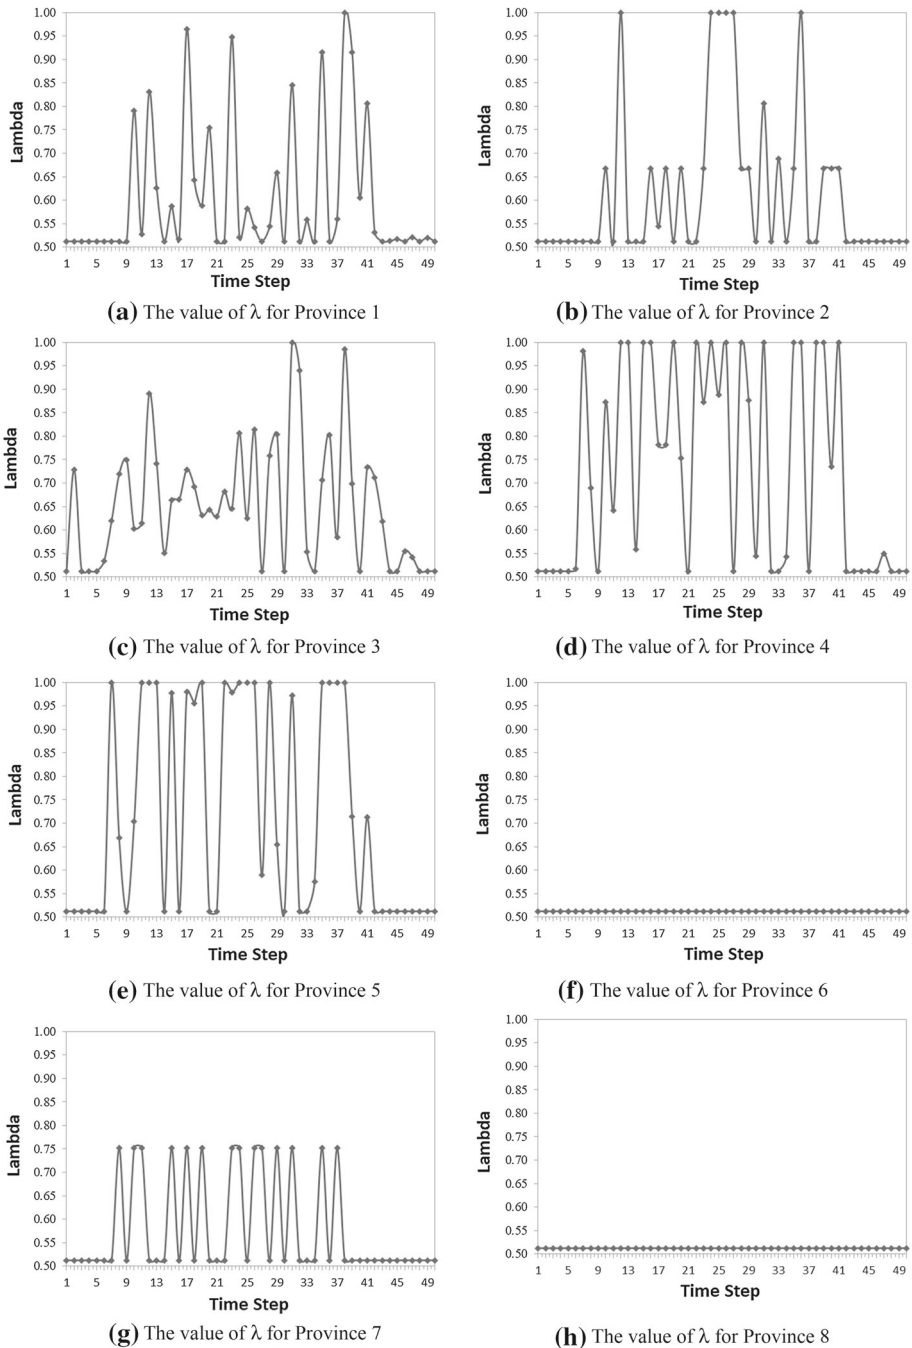 1.00
0.95
0.90
0.85
0.80
0.75
0.70
0.65
0.60
0.55
0.50
Lambda
1 5 9 13 17 21 25 29 33 37 41 45 49
Time Step
(a) The value of λ for Province 1
1.00
0.95
0.90
0.85
0.80
0.75
0.70
0.65
0.60
0.55
0.50
Lambda
1 5 9 13 17 21 25 29 33 37 41 45 49
Time Step
(b) The value of λ for Province 2
1.00
0.95
0.90
0.85
0.80
0.75
0.70
0.65
0.60
0.55
0.50
Lambda
1 5 9 13 17 21 25 29 33 37 41 45 49
Time Step
(c) The value of λ for Province 3
1.00
0.95
0.90
0.85
0.80
0.75
0.70
0.65
0.60
0.55
0.50
Lambda
1 5 9 13 17 21 25 29 33 37 41 45 49
Time Step
(d) The value of λ for Province 4
1.00
0.95
0.90
0.85
0.80
0.75
0.70
0.65
0.60
0.55
0.50
Lambda
1 5 9 13 17 21 25 29 33 37 41 45 49
Time Step
(e) The value of λ for Province 5
1.00
0.95
0.90
0.85
0.80
0.75
0.70
0.65
0.60
0.55
0.50
Lambda
1 5 9 13 17 21 25 29 33 37 41 45 49
Time Step
(f) The value of λ for Province 6
1.00
0.95
0.90
0.85
0.80
0.75
0.70
0.65
0.60
0.55
0.50
Lambda
1 5 9 13 17 21 25 29 33 37 41 45 49
Time Step
(g) The value of λ for Province 7
1.00
0.95
0.90
0.85
0.80
0.75
0.70
0.65
0.60
0.55
0.50
Lambda
1 5 9 13 17 21 25 29 33 37 41 45 49
Time Step
(h) The value of λ for Province 8